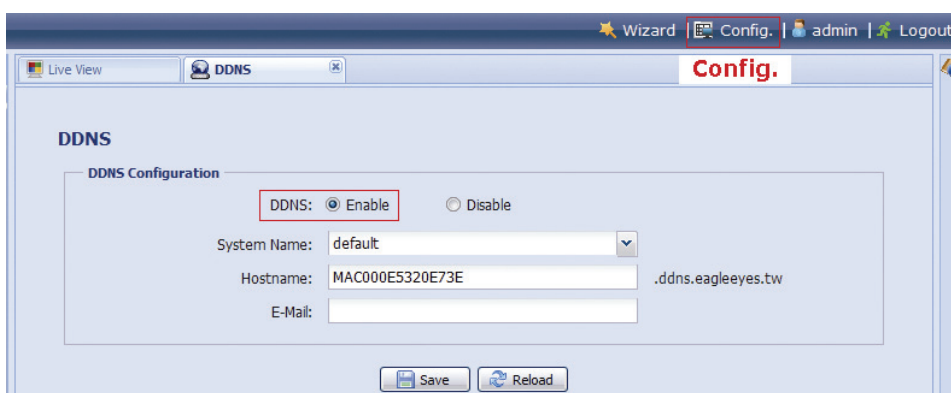 Wizard | Config. | admin | Logout
Live View
DDNS
Config.
DDNS
DDNS Configuration
DDNS: Enable Disable
System Name: default
Hostname: MAC000E5320E73E .ddns.eagleeyes.tw
E-Mail:
Save Reload